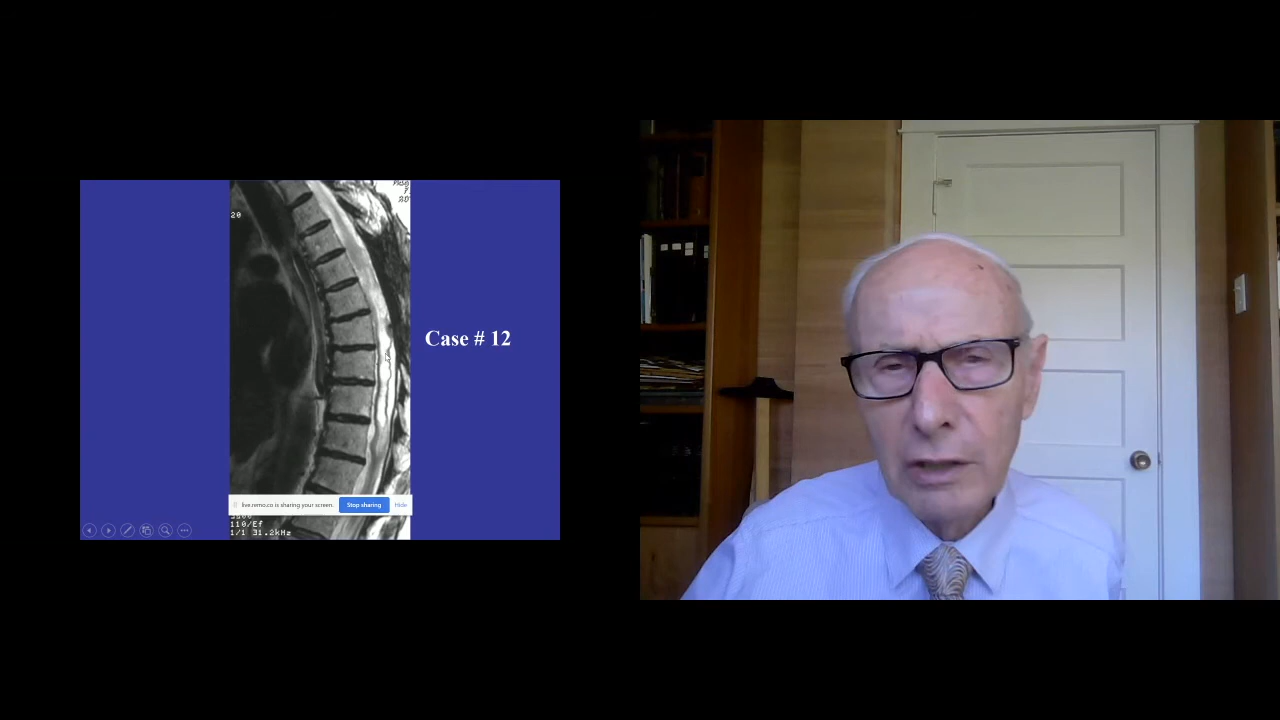 20
Case # 12
live.remo.co is sharing your screen. Stop sharing Hide
110/Ef
1/1 31.2kHz